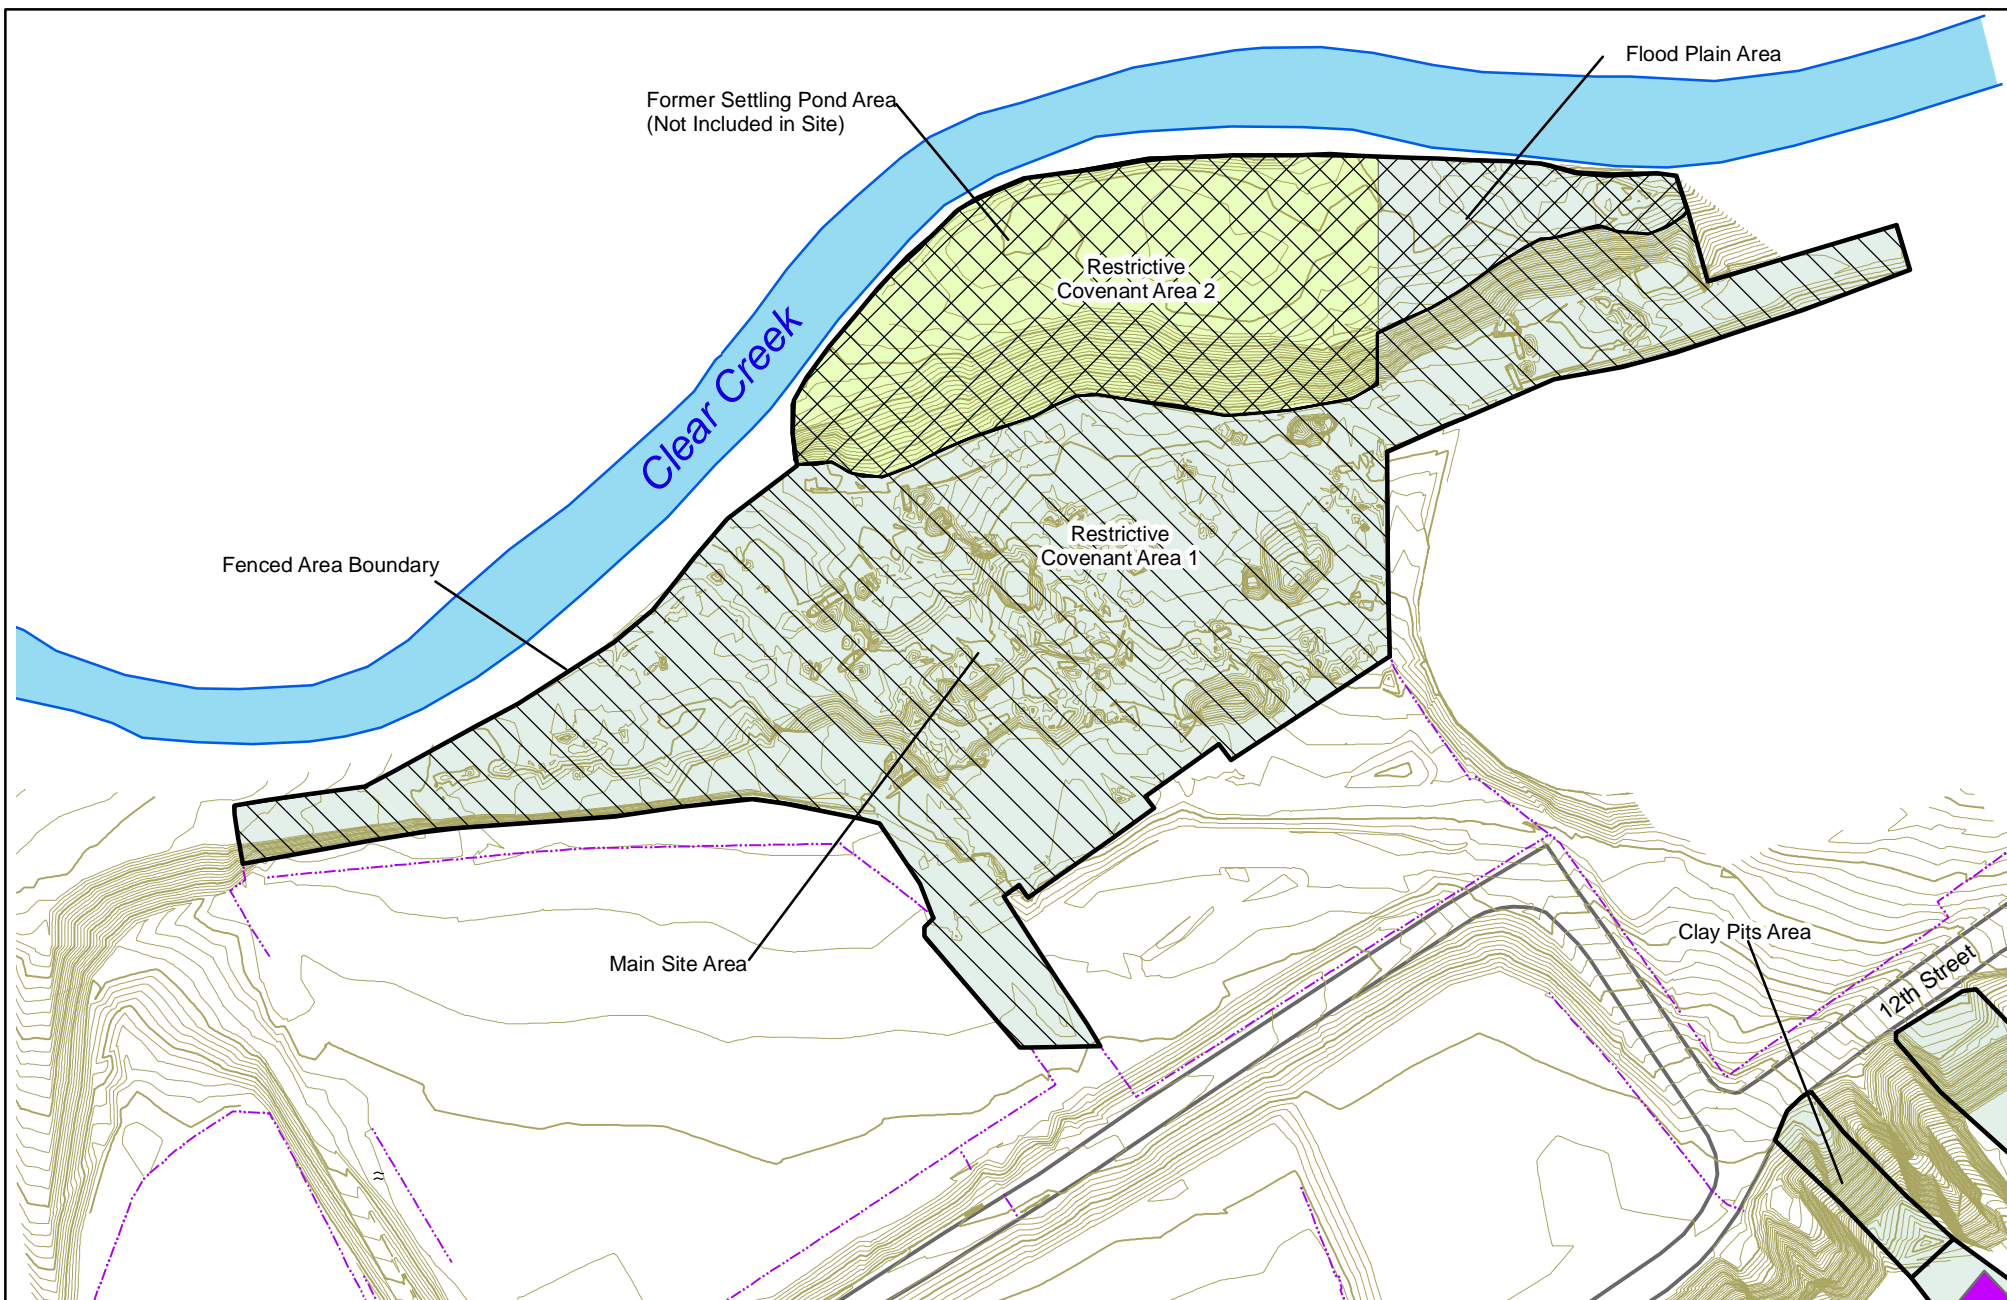 Flood Plain Area
Former Settling Pond Area
(Not Included in Site)
Restrictive
Covenant Area 2
Clear Creek
Restrictive
Covenant Area 1
Fenced Area Boundary
Main Site Area
Clay Pits Area
12th Street